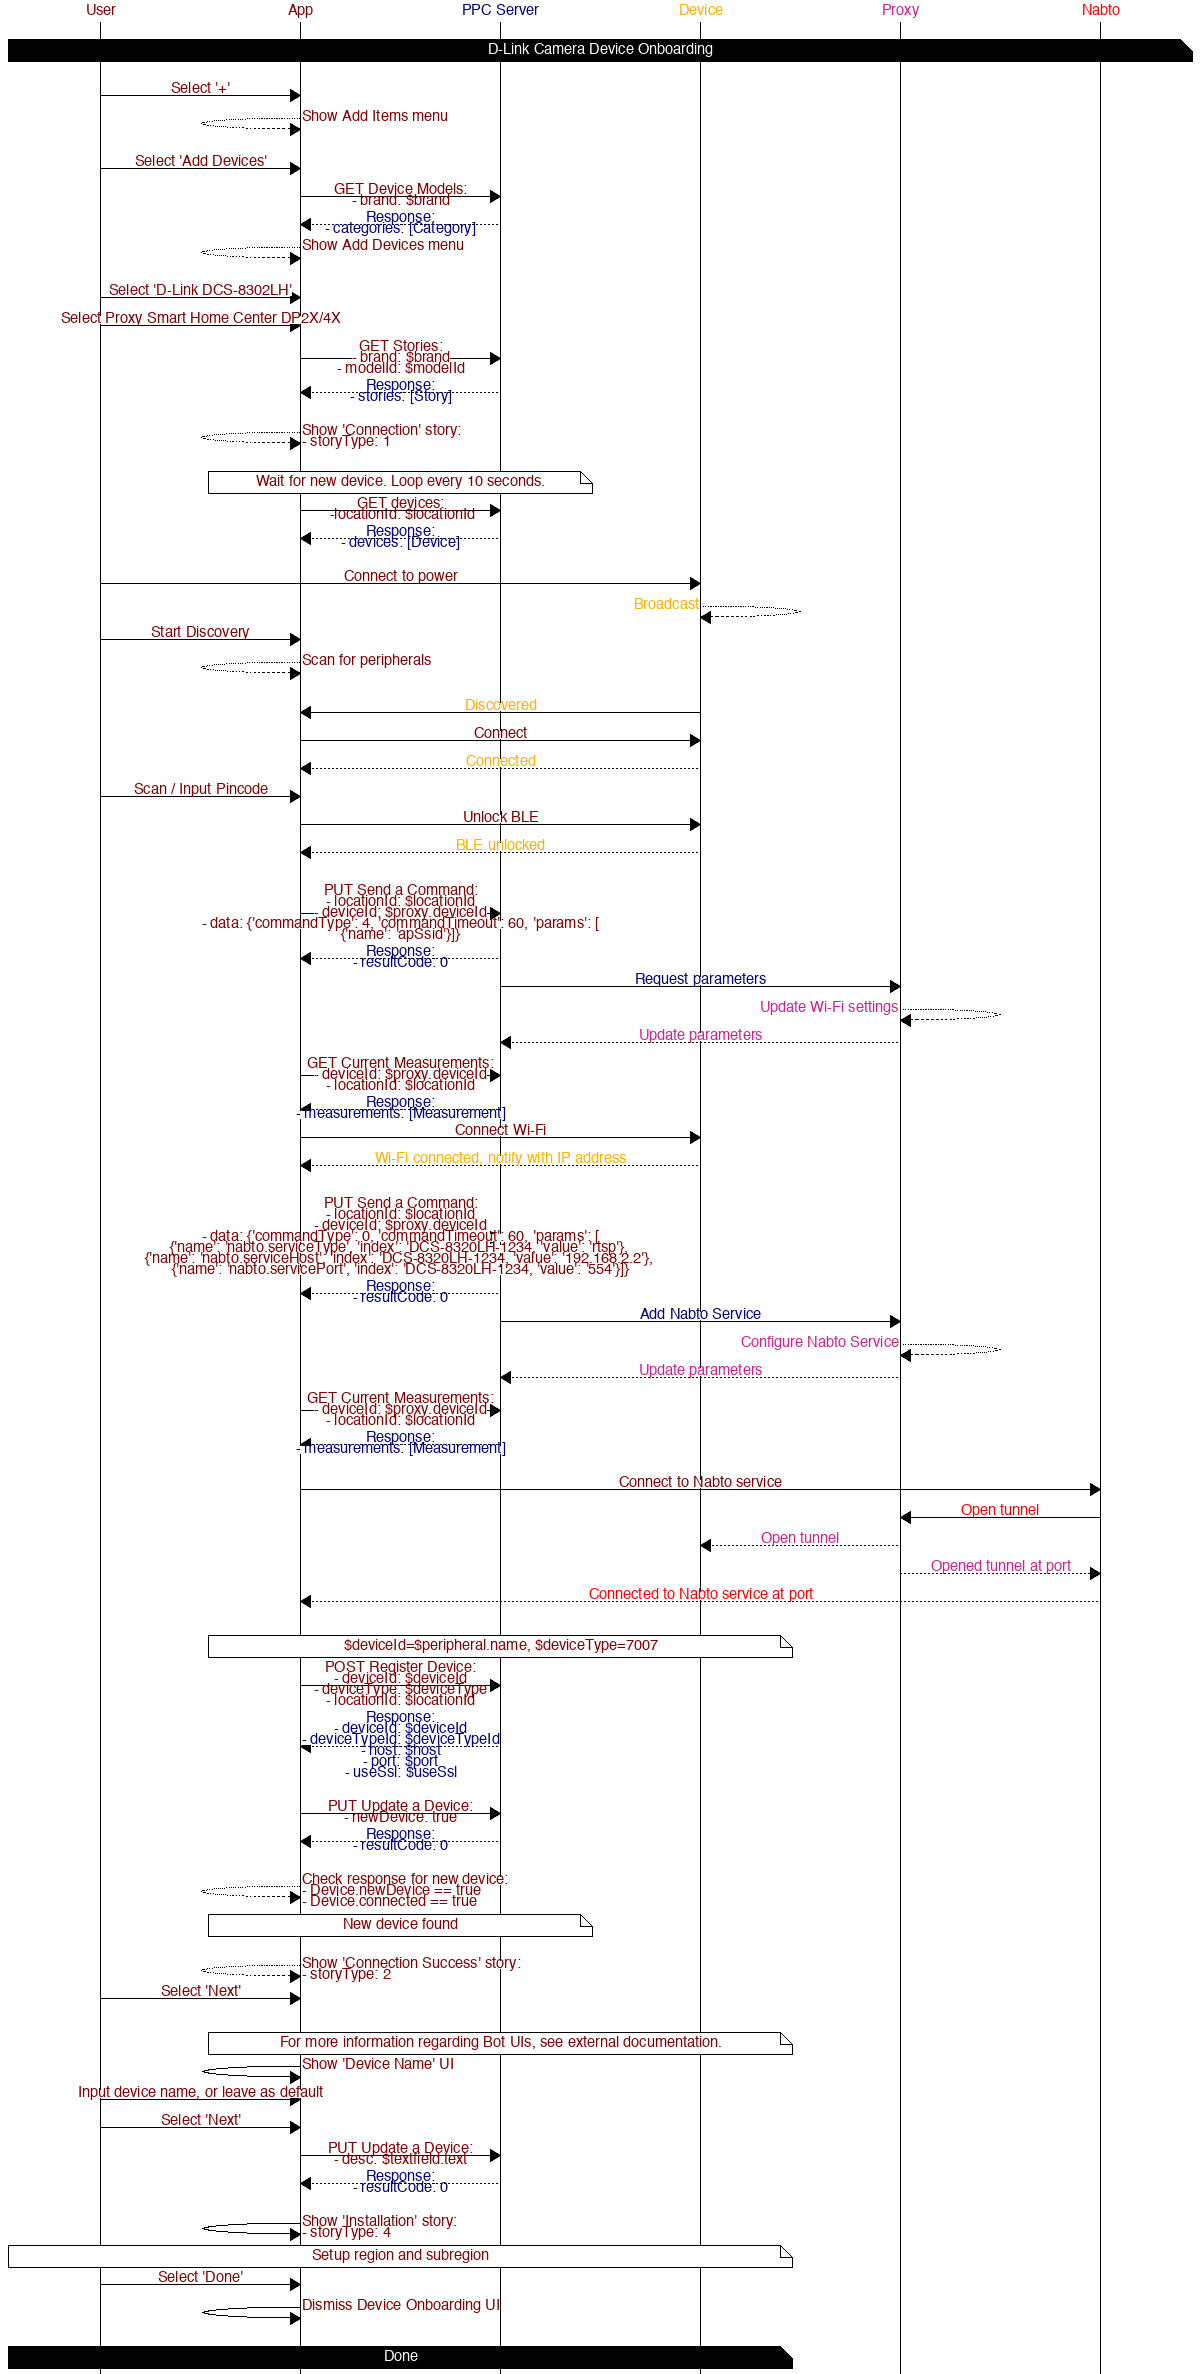 User App PPC Server Device Proxy Nabto
D-Link Camera Device Onboarding
Select '+'
Show Add Items menu
Select 'Add Devices'
GET Device Models:
- brand: $brand
Response:
- categories: [Category]
Show Add Devices menu
Select 'D-Link DCS-8302LH'
Select Proxy Smart Home Center DP2X/4X
GET Stories:
- brand: $brand
- modelId: $modelId
Response:
- stories: [Story]
Show 'Connection' story:
- storyType: 1
Wait for new device. Loop every 10 seconds.
GET devices:
-locationId: $locationId
Response:
- devices: [Device]
Connect to power
Broadcast
Start Discovery
Scan for peripherals
Discovered
Connect
Connected
Scan / Input Pincode
Unlock BLE
BLE unlocked
PUT Send a Command:
- locationId: $locationId
- deviceId: $proxy.deviceId
- data: {'commandType': 4, 'commandTimeout": 60, 'params': [
{'name': 'apSsid'}]}
Response:
- resultCode: 0
Request parameters
Update Wi-Fi settings
Update parameters
GET Current Measurements:
- deviceId: $proxy.deviceId
- locationId: $locationId
Response:
- measurements: [Measurement]
Connect Wi-Fi
Wi-Fi connected, notify with IP address
PUT Send a Command:
- locationId: $locationId
- deviceId: $proxy.deviceId
- data: {'commandType': 0, 'commandTimeout": 60, 'params': [
{'name': 'nabto.serviceType', 'index': 'DCS-8320LH-1234, 'value': 'rtsp'},
{'name': 'nabto.serviceHost', 'index': 'DCS-8320LH-1234, 'value': '192.168.2.2'},
{'name': 'nabto.servicePort', 'index': 'DCS-8320LH-1234, 'value': '554'}]}
Response:
- resultCode: 0
Add Nabto Service
Configure Nabto Service
Update parameters
GET Current Measurements:
- deviceId: $proxy.deviceId
- locationId: $locationId
Response:
- measurements: [Measurement]
Connect to Nabto service
Open tunnel
Open tunnel
Opened tunnel at port
Connected to Nabto service at port
$deviceId=$peripheral.name, $deviceType=7007
POST Register Device:
- deviceId: $deviceId
- deviceType: $deviceType
- locationId: $locationId
Response:
- deviceId: $deviceId
- deviceTypeId: $deviceTypeId
- host: $host
- port: $port
- useSsl: $useSsl
PUT Update a Device:
- newDevice: true
Response:
- resultCode: 0
Check response for new device:
- Device.newDevice == true
- Device.connected == true
New device found
Show 'Connection Success' story:
- storyType: 2
Select 'Next'
For more information regarding Bot UIs, see external documentation.
Show 'Device Name' UI
Input device name, or leave as default
Select 'Next'
PUT Update a Device:
- desc: $textfield.text
Response:
- resultCode: 0
Show 'Installation' story:
- storyType: 4
Setup region and subregion
Select 'Done'
Dismiss Device Onboarding UI
Done